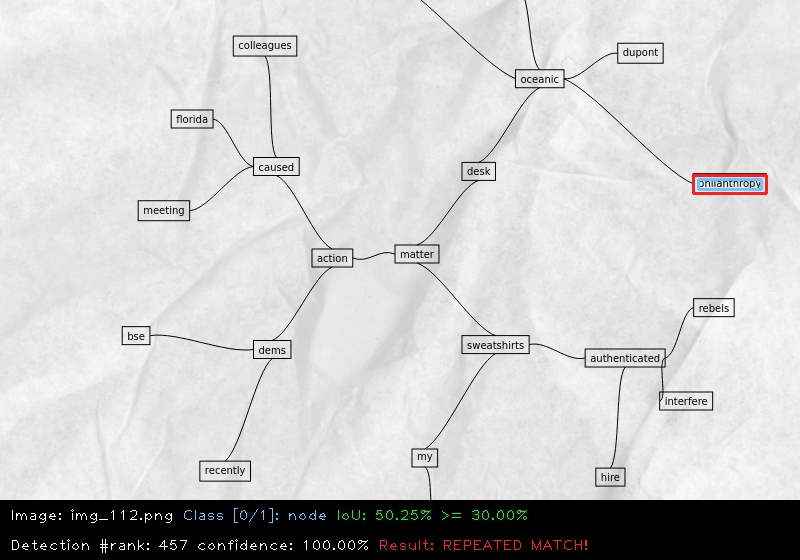 colleagues
dupont
oceanic
florida
caused
desk
philanthropy
meeting
action
matter
rebels
bse
dems
sweatshirts
authenticated
interfere
my
recently
hire
Image: img_112.png Class [0/1]: node IoU: 50.25% >= 30.00%
Detection #rank: 457 confidence: 100.00% Result: REPEATED MATCH!